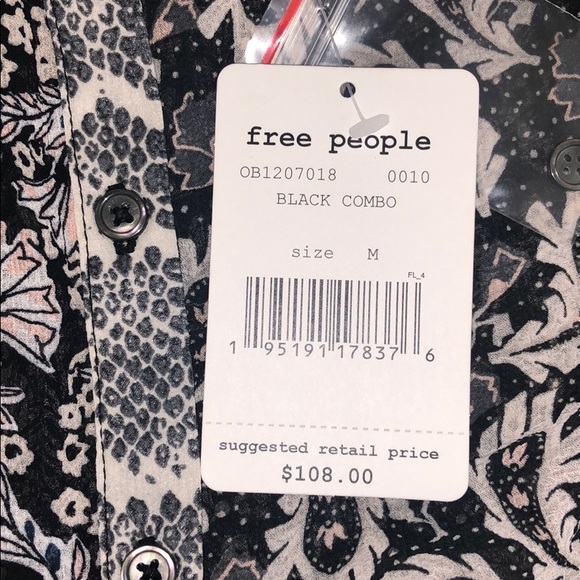 free people
OB1207018 0010
BLACK COMBO
size M
FL_4
1 95191 17837 6
suggested retail price
$108.00